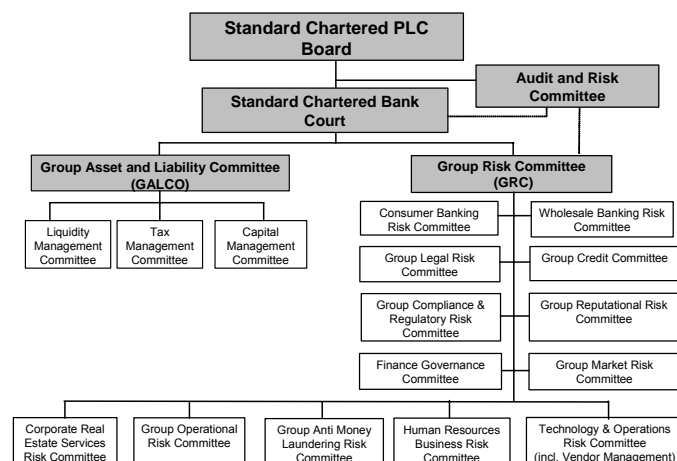 Standard Chartered PLC
Board
Audit and Risk
Committee
Standard Chartered Bank
Court
Group Asset and Liability Committee
(GALCO)
Group Risk Committee
(GRC)
Liquidity
Management
Committee
Tax
Management
Committee
Capital
Management
Committee
Consumer Banking
Risk Committee
Wholesale Banking Risk
Committee
Group Legal Risk
Committee
Group Credit Committee
Group Compliance &
Regulatory Risk
Committee
Group Reputational Risk
Committee
Finance Governance
Committee
Group Market Risk
Committee
Corporate Real
Estate Services
Risk Committee
Group Operational
Risk Committee
Group Anti Money
Laundering Risk
Committee
Human Resources
Business Risk
Committee
Technology & Operations
Risk Committee
(incl. Vendor Management)